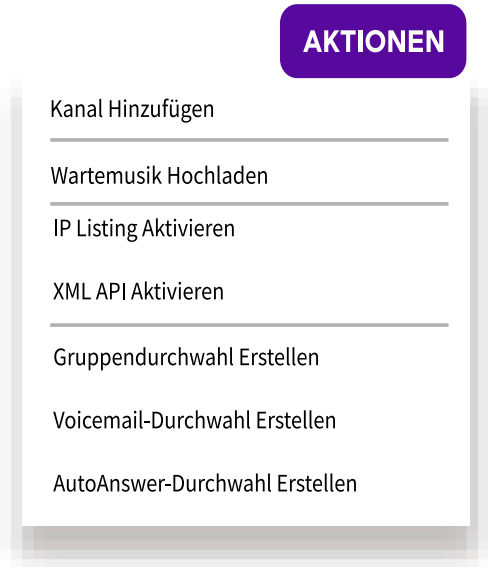 AKTIONEN
Kanal Hinzufügen
Wartemusik Hochladen
IP Listing Aktivieren
XML API Aktivieren
Gruppendurchwahl Erstellen
Voicemail-Durchwahl Erstellen
AutoAnswer-Durchwahl Erstellen